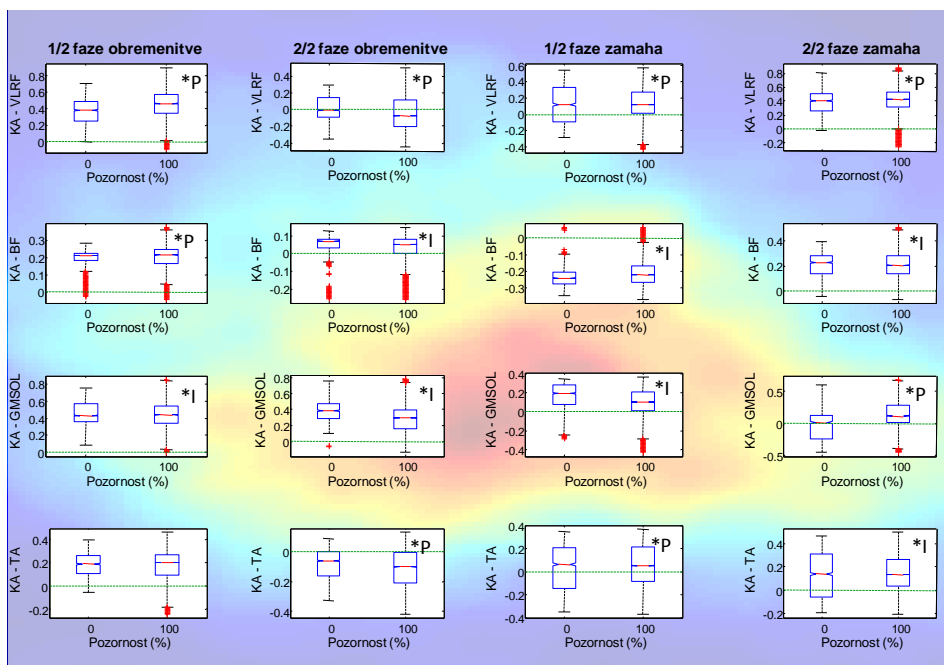 1/2 faze obremenitve
2/2 faze obremenitve
1/2 faze zamaha
2/2 faze zamaha
KA - VLRF
0.8
0.6
0.4
0.2
0
*P
0 100
Pozornost (%)
KA - VLRF
0.4
0.2
0
-0.2
-0.4
*P
0 100
Pozornost (%)
KA - VLRF
0.6
0.4
0.2
0
-0.2
-0.4
*P
0 100
Pozornost (%)
KA - VLRF
0.8
0.6
0.4
0.2
0
-0.2
*P
0 100
Pozornost (%)
KA - BF
0.3
0.2
0.1
0
*P
0 100
Pozornost (%)
KA - BF
0.1
0
-0.1
-0.2
*I
0 100
Pozornost (%)
KA - BF
0
-0.1
-0.2
-0.3
*I
0 100
Pozornost (%)
KA - BF
0.4
0.2
0
*I
0 100
Pozornost (%)
KA - GMSOL
0.8
0.6
0.4
0.2
0
*I
0 100
Pozornost (%)
KA - GMSOL
0.8
0.6
0.4
0.2
0
*I
0 100
Pozornost (%)
KA - GMSOL
0.4
0.2
0
-0.2
-0.4
*I
0 100
Pozornost (%)
KA - GMSOL
0.5
0
-0.5
*P
0 100
Pozornost (%)
KA - TA
0.4
0.2
0
-0.2
0 100
Pozornost (%)
KA - TA
0
-0.2
-0.4
*P
0 100
Pozornost (%)
KA - TA
0.4
0.2
0
-0.2
-0.4
*P
0 100
Pozornost (%)
KA - TA
0.4
0.2
0
-0.2
*I
0 100
Pozornost (%)